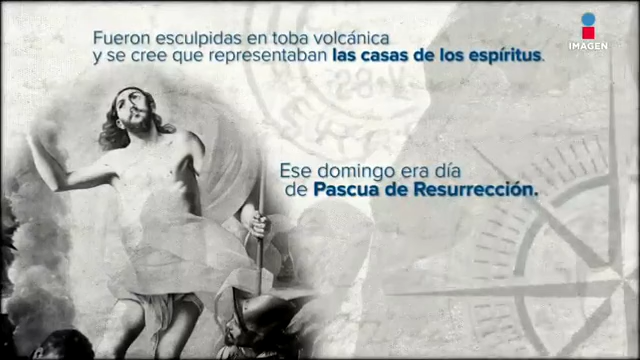 Fueron esculpidas en toba volcánica
y se cree que representaban las casas de los espíritus.
IMAGEN
Ese domingo era día
de Pascua de Resurrección.